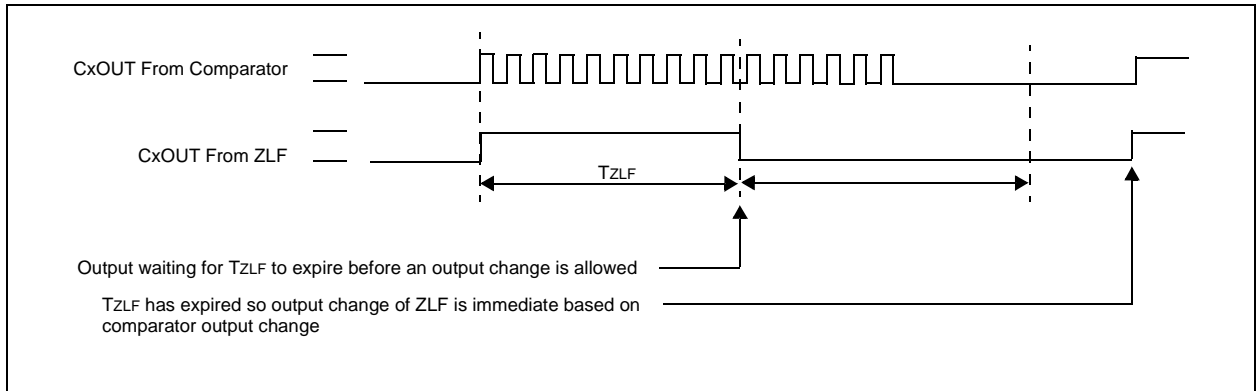 CxOUT From Comparator
CxOUT From ZLF
TZLF
Output waiting for TZLF to expire before an output change is allowed
TZLF has expired so output change of ZLF is immediate based on
comparator output change